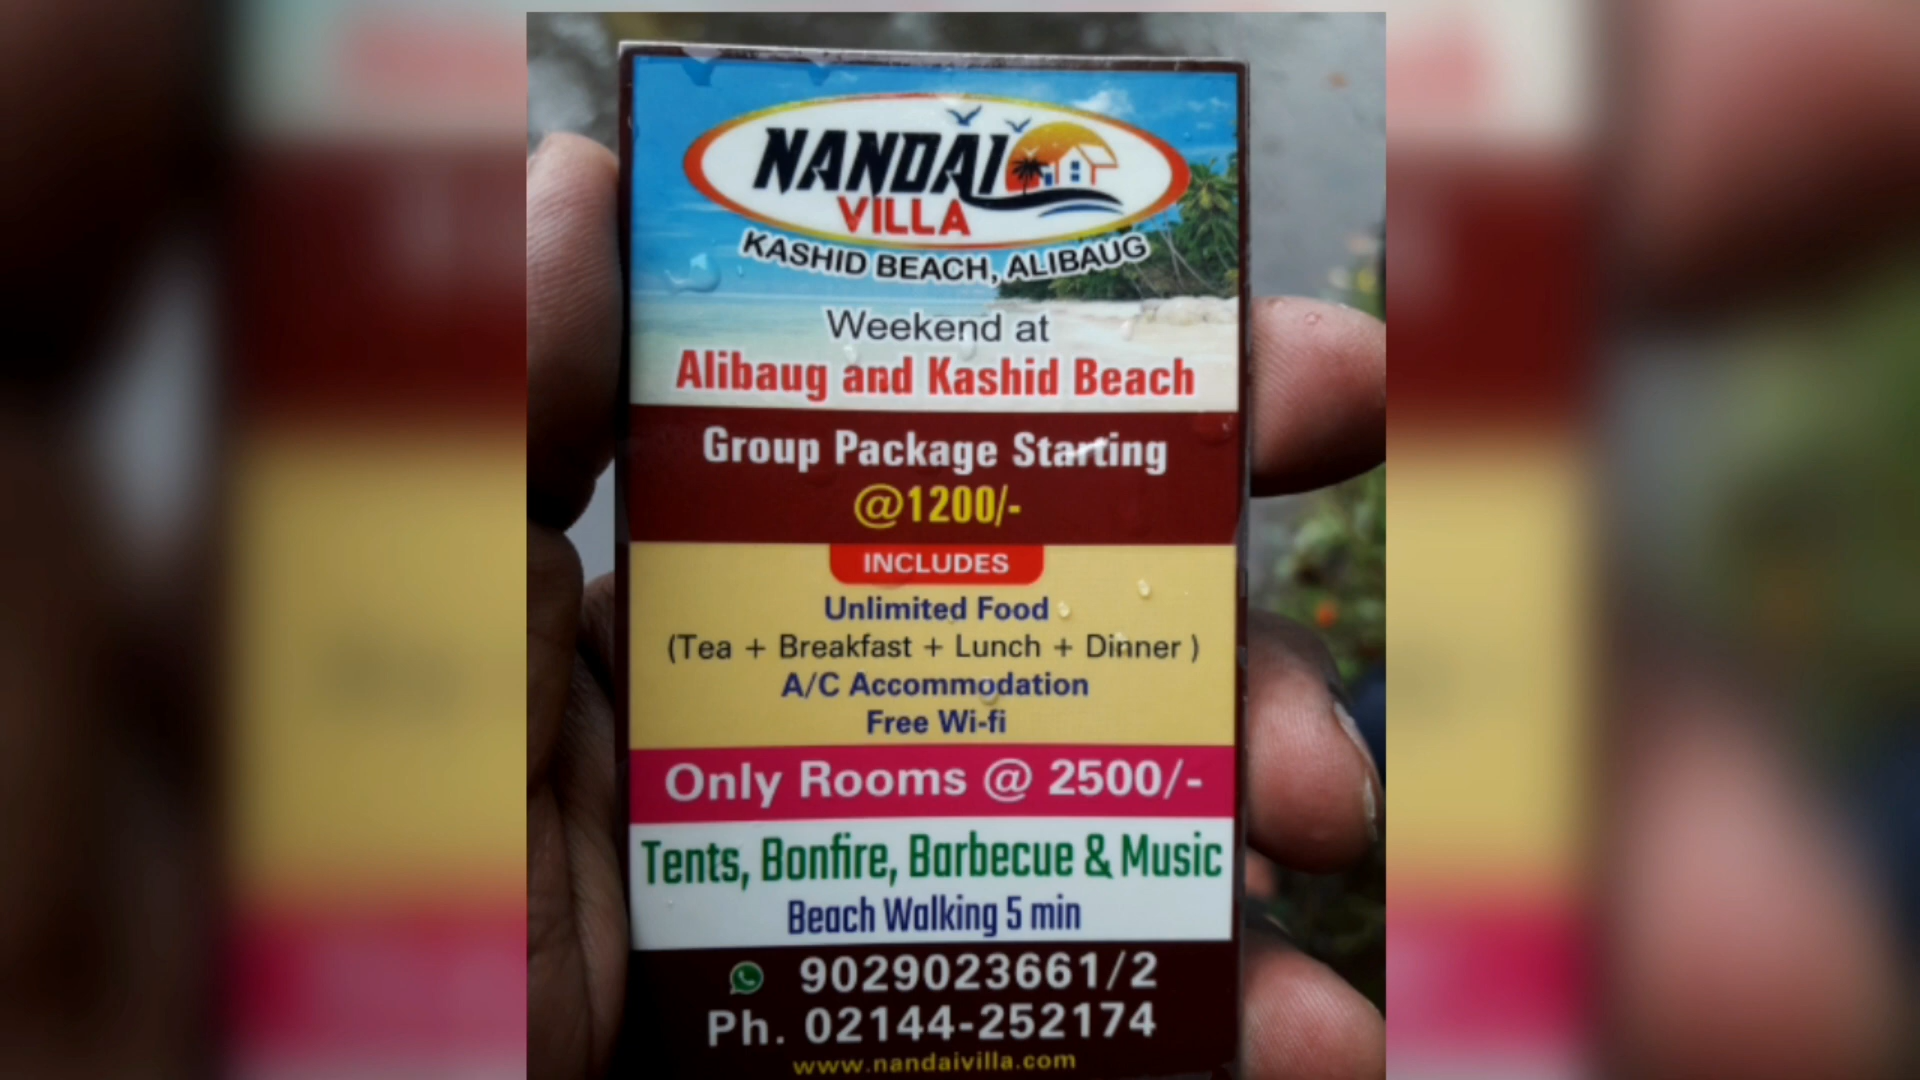 NANDAI
VILLA
KASHID BEACH, ALIBAUG
Weekend at
Alibaug and Kashid Beach
Group Package Starting
@1200/-
INCLUDES
Unlimited Food
(Tea + Breakfast + Lunch + Dinner )
A/C Accommodation
Free Wi-fi
Only Rooms @ 2500/-
Tents, Bonfire, Barbecue & Music
Beach Walking 5 min
9029023661/2
Ph. 02144-252174
www.nandaivilla.com